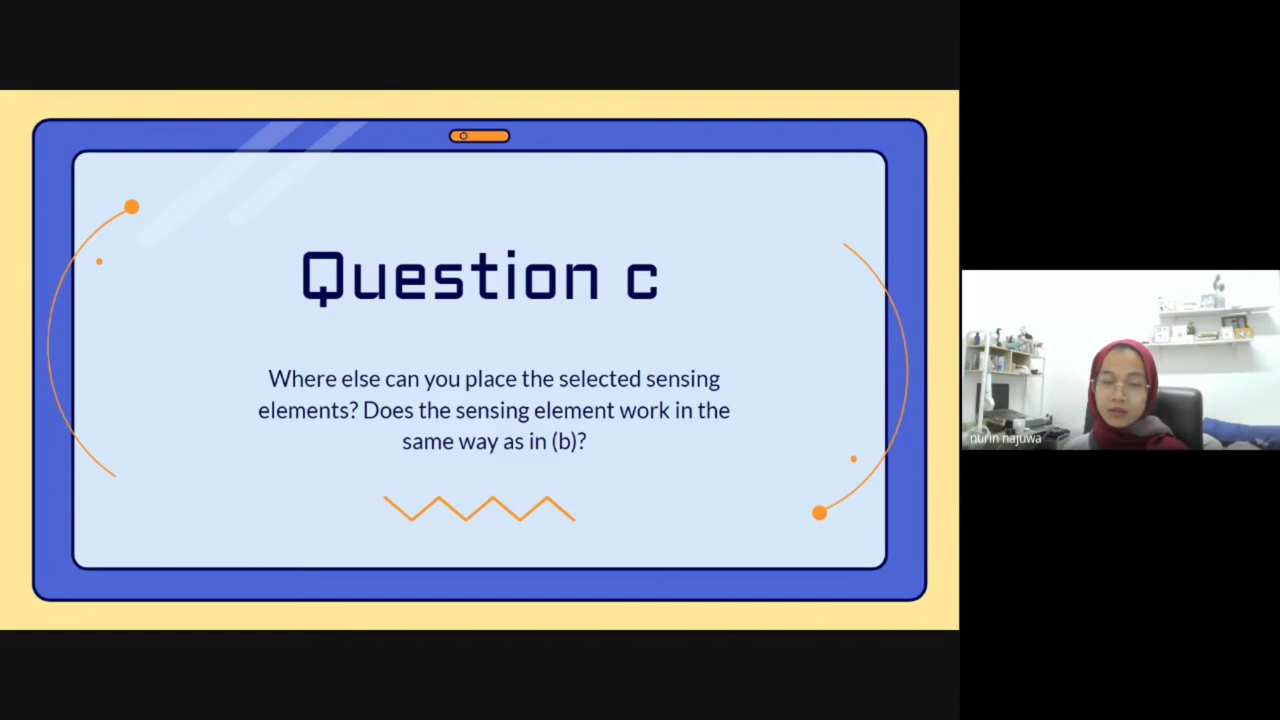 Question c
Where else can you place the selected sensing
elements? Does the sensing element work in the
same way as in (b)?
nurin najuwa